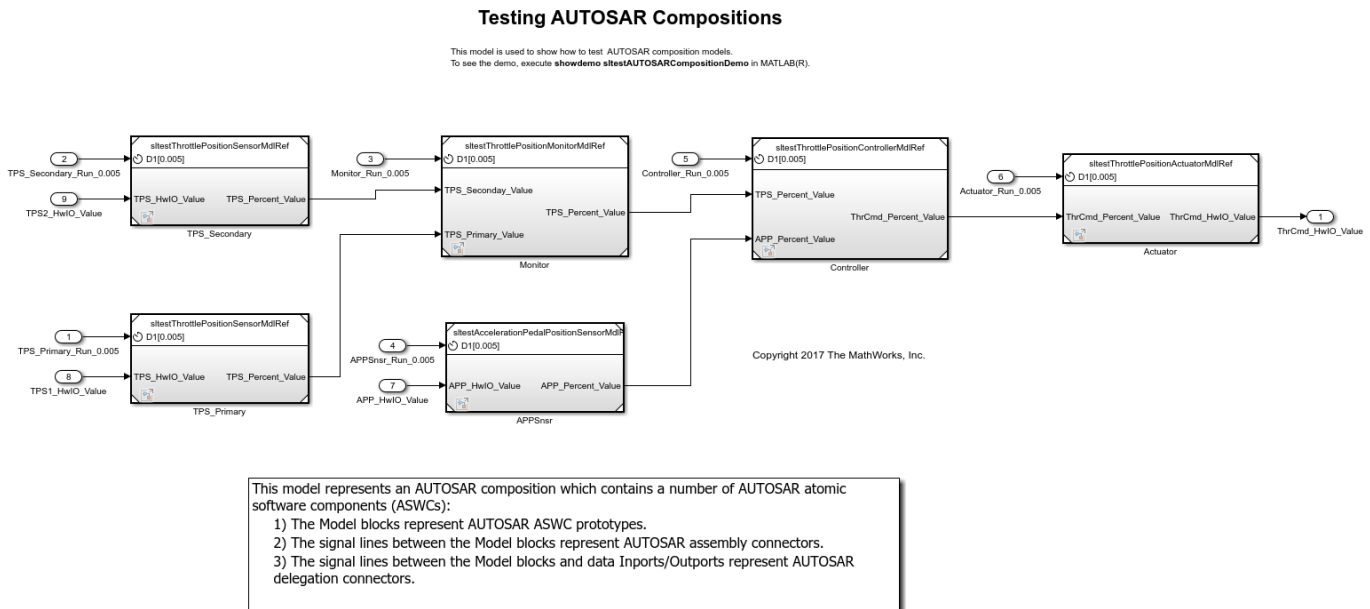 Testing AUTOSAR Compositions
This model is used to show how to test AUTOSAR composition models.
To see the demo, execute showdemo sltestAUTOSARCompositionDemo in MATLAB(R).
sltestThrottlePositionSensorMdlRef
2
D1[0.005]
TPS_Secondary_Run_0.005
9
TPS_HwIO_Value
TPS_Percent_Value
TPS2_HwIO_Value
TPS_Secondary
sltestThrottlePositionMonitorMdlRef
3
D1[0.005]
Monitor_Run_0.005
TPS_Seconday_Value
TPS_Percent_Value
TPS_Primary_Value
Monitor
sltestThrottlePositionControllerMdlRef
5
D1[0.005]
Controller_Run_0.005
TPS_Percent_Value
ThrCmd_Percent_Value
APP_Percent_Value
Controller
sltestThrottlePositionActuatorMdlRef
6
D1[0.005]
Actuator_Run_0.005
ThrCmd_Percent_Value
ThrCmd_HwIO_Value
1
ThrCmd_HwIO_Value
Actuator
sltestThrottlePositionSensorMdlRef
1
D1[0.005]
TPS_Primary_Run_0.005
8
TPS_HwIO_Value
TPS_Percent_Value
TPS1_HwIO_Value
TPS_Primary
sltestAccelerationPedalPositionSensorMdlR
4
D1[0.005]
APPSnsr_Run_0.005
7
APP_HwIO_Value
APP_Percent_Value
APP_HwIO_Value
APPSnsr
Copyright 2017 The MathWorks, Inc.
This model represents an AUTOSAR composition which contains a number of AUTOSAR atomic
software components (ASWCs):
1) The Model blocks represent AUTOSAR ASWC prototypes.
2) The signal lines between the Model blocks represent AUTOSAR assembly connectors.
3) The signal lines between the Model blocks and data Inports/Outports represent AUTOSAR
delegation connectors.